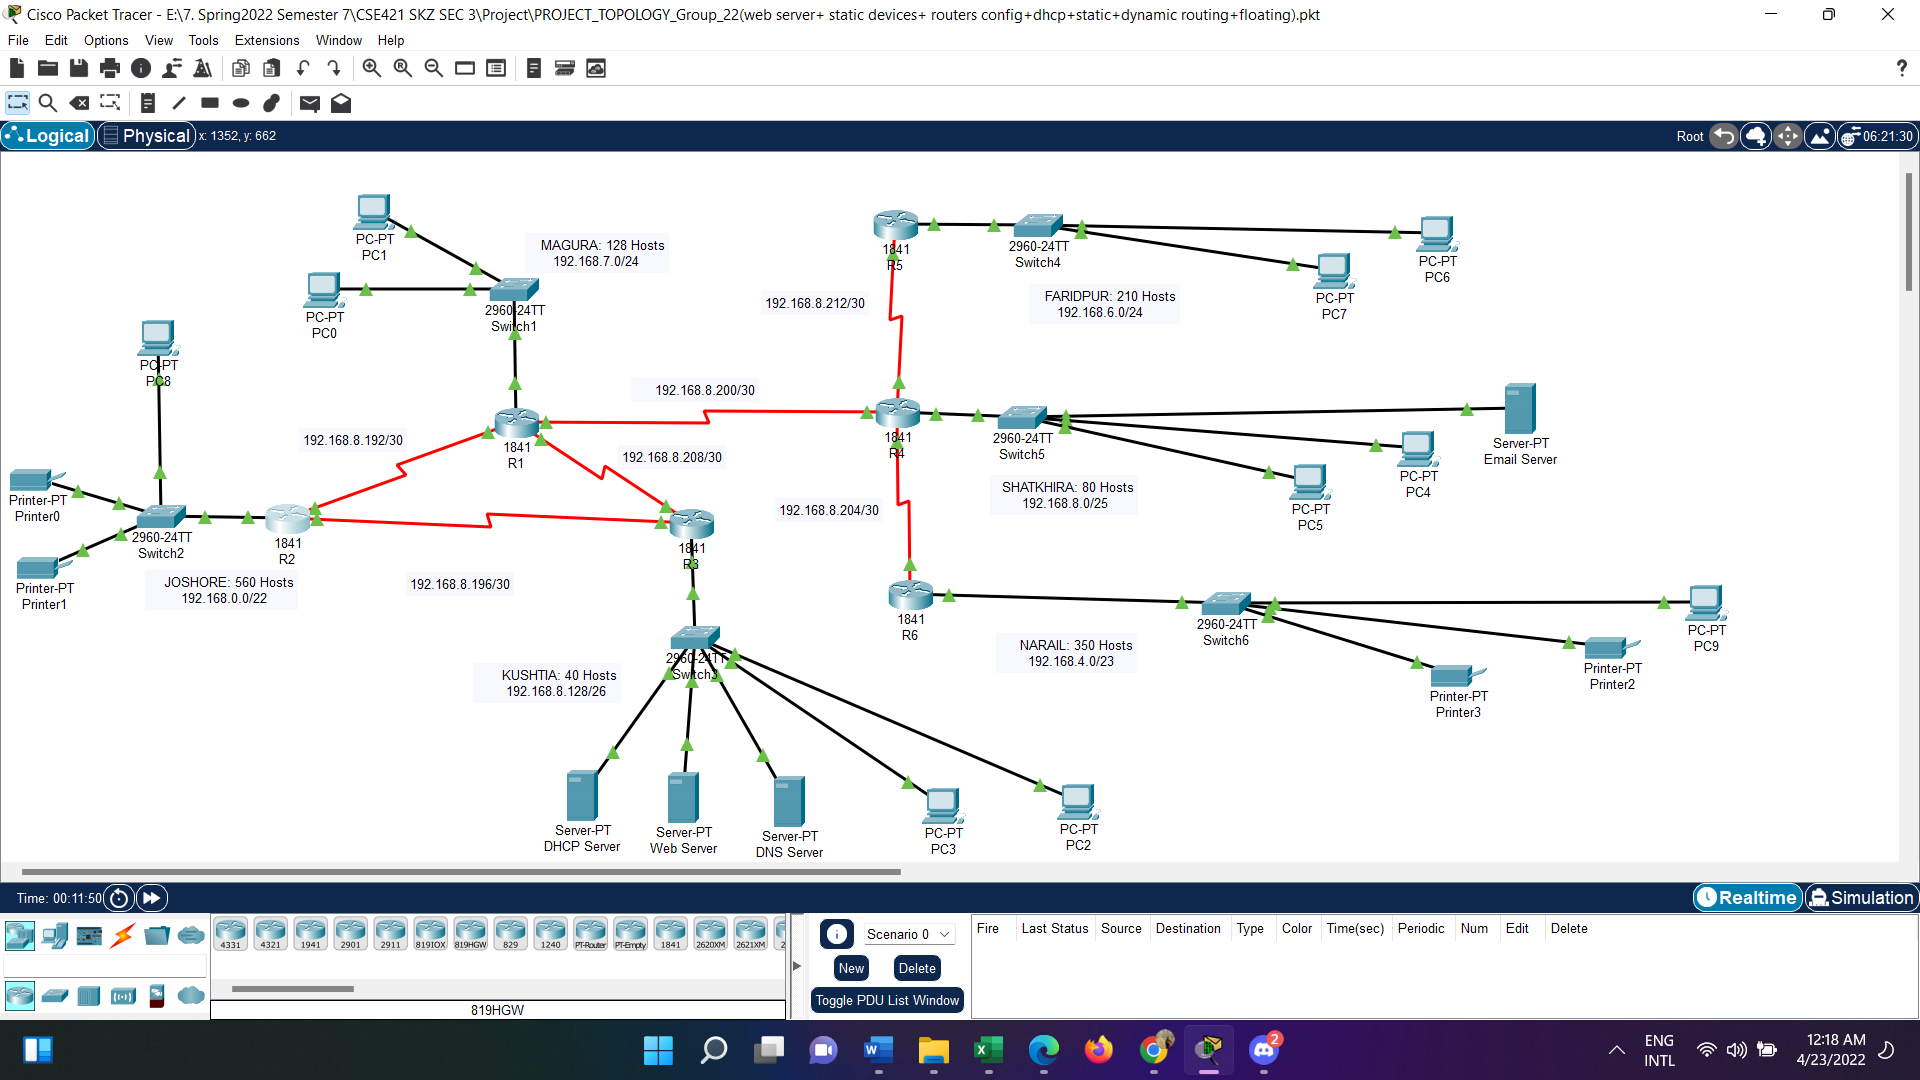 Cisco Packet Tracer - E:\7. Spring2022 Semester 7\CSE421 SKZ SEC 3\Project\PROJECT_TOPOLOGY_Group_22(web server+ static devices+ routers config+dhcp+static+dynamic routing+floating).pkt
File Edit Options View Tools Extensions Window Help
Logical Physical x: 1352, y: 662 Root 06:21:30
PC-PT
PC1
MAGURA: 128 Hosts
192.168.7.0/24
PC-PT
PC0
2960-24TT
Switch1
PC-PT
PC8
1841
R5
2960-24TT
Switch4
PC-PT
PC6
PC-PT
PC7
FARIDPUR: 210 Hosts
192.168.6.0/24
192.168.8.212/30
192.168.8.200/30
192.168.8.192/30
1841
R1
192.168.8.208/30
1841
R4
2960-24TT
Switch5
Server-PT
Email Server
PC-PT
PC4
PC-PT
PC5
SHATKHIRA: 80 Hosts
192.168.8.0/25
192.168.8.204/30
Printer-PT
Printer0
2960-24TT
Switch2
Printer-PT
Printer1
1841
R2
JOSHORE: 560 Hosts
192.168.0.0/22
192.168.8.196/30
1841
R3
1841
R6
2960-24TT
Switch6
PC-PT
PC9
Printer-PT
Printer2
Printer-PT
Printer3
NARAIL: 350 Hosts
192.168.4.0/23
2960-24TT
Switch3
KUSHTIA: 40 Hosts
192.168.8.128/26
Server-PT
DHCP Server
Server-PT
Web Server
Server-PT
DNS Server
PC-PT
PC3
PC-PT
PC2
Time: 00:11:50 Realtime Simulation
4331 4321 1941 2901 2911 819IOX 819HGW 829 1240 PT-Router PT-Empty 1841 2620XM 2621XM
819HGW
Scenario 0
New Delete
Toggle PDU List Window
Fire Last Status Source Destination Type Color Time(sec) Periodic Num Edit Delete
2
ENG
INTL
12:18 AM
4/23/2022